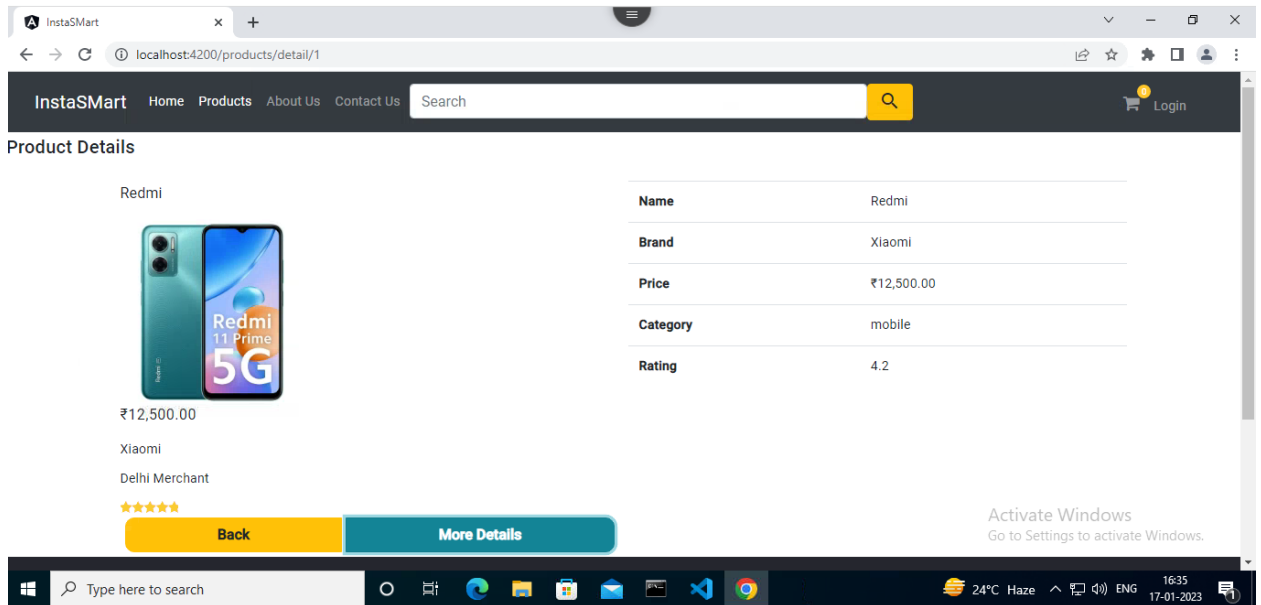 InstaSMart
localhost:4200/products/detail/1
InstaSMart Home Products About Us Contact Us Search 0 Login
Product Details
Redmi
Redmi
11 Prime
5G
₹12,500.00
Xiaomi
Delhi Merchant
Back More Details
Name Redmi
Brand Xiaomi
Price ₹12,500.00
Category mobile
Rating 4.2
Activate Windows
Go to Settings to activate Windows.
Type here to search 24°C Haze ENG 16:35
17-01-2023
1